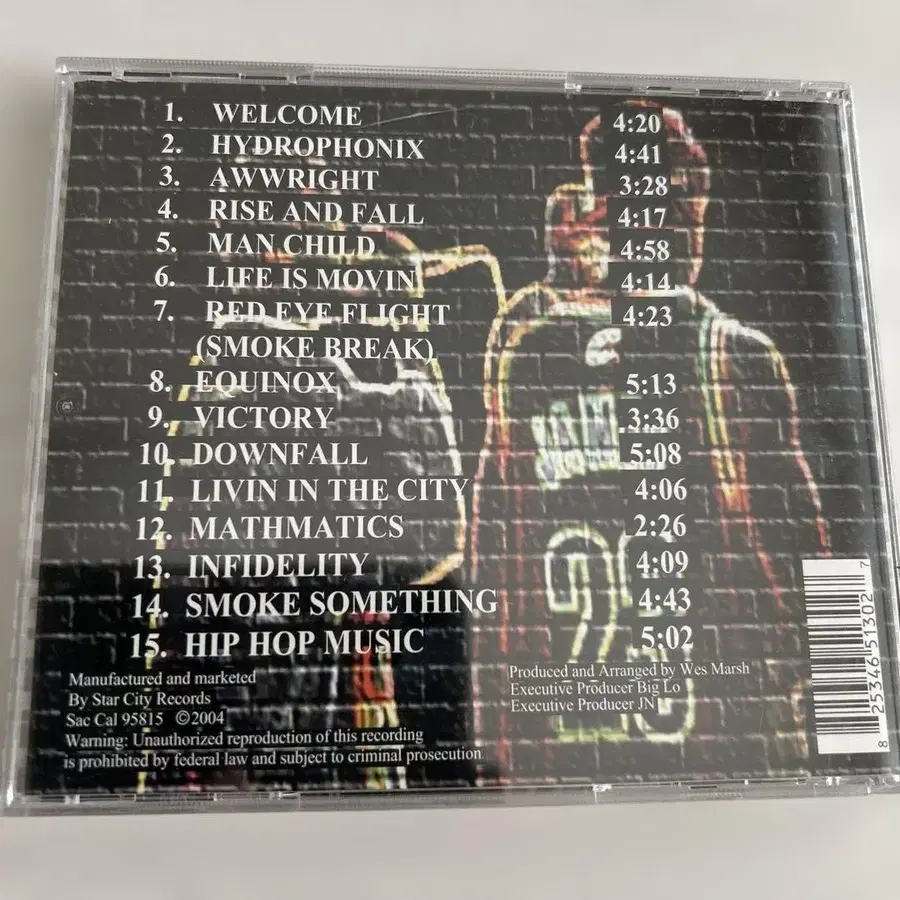 1. WELCOME 4:20
2. HYDROPHONIX 4:41
3. AWWRIGHT 3:28
4. RISE AND FALL 4:17
5. MAN CHILD 4:58
6. LIFE IS MOVIN 4:14
7. RED EYE FLIGHT 4:23
(SMOKE BREAK)
8. EQUINOX 5:13
9. VICTORY 3:36
10. DOWNFALL 5:08
11. LIVIN IN THE CITY 4:06
12. MATHMATICS 2:26
13. INFIDELITY 4:09
14. SMOKE SOMETHING 4:43
15. HIP HOP MUSIC 5:02
Manufactured and marketed
By Star City Records
Sac Cal 95815 ©2004
Warning: Unauthorized reproduction of this recording
is prohibited by federal law and subject to criminal prosecution.
Produced and Arranged by Wes Marsh
Executive Producer Big Lo
Executive Producer JN
8 25346 51302 7